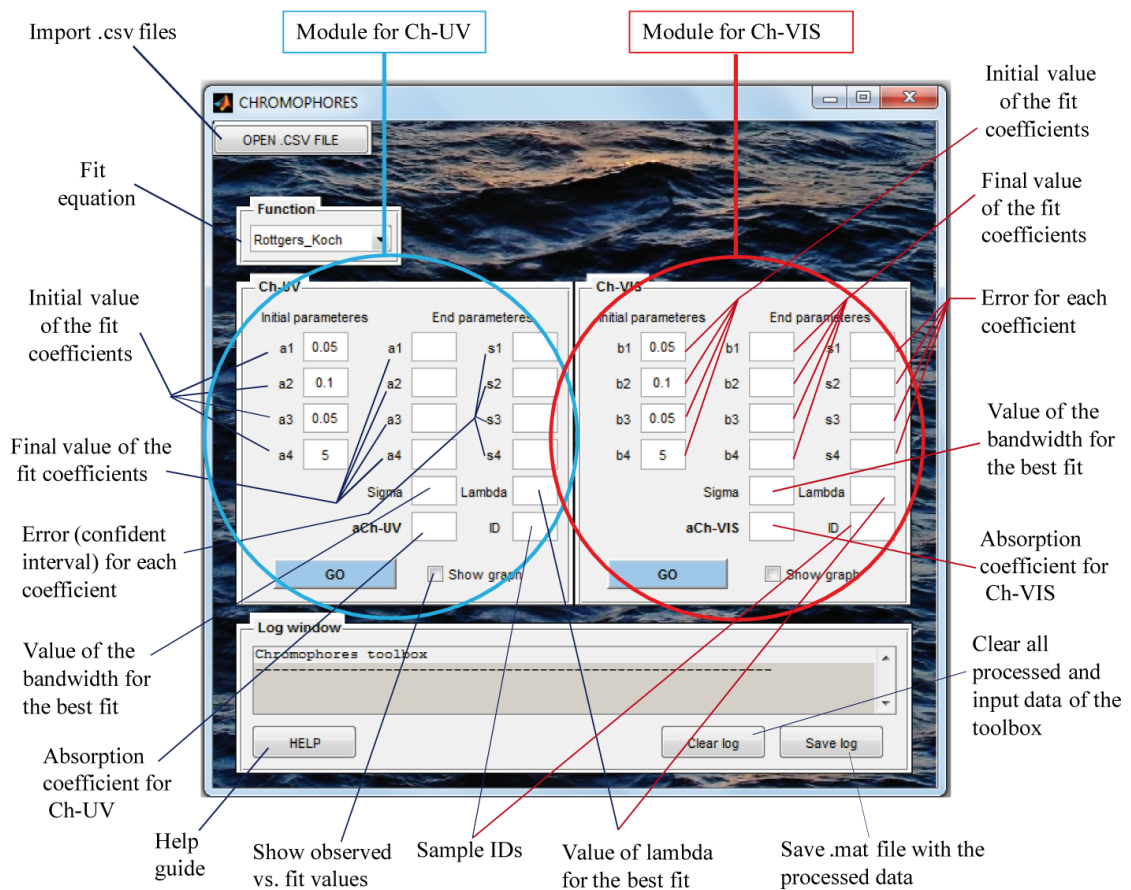 Import .csv files
Module for Ch-UV
Module for Ch-VIS
Initial value
of the fit
coefficients
CHROMOPHORES
OPEN .CSV FILE
Fit
equation
Final value
of the fit
coefficients
Function
Rottgers_Koch
Initial value
of the fit
coefficients
Error for each
coefficient
Ch-UV
Initial parameteres
End parameteres
a1 0.05 a1 s1
a2 0.1 a2 s2
a3 0.05 a3 s3
a4 5 a4 s4
Sigma Lambda
aCh-UV ID
GO
Show graph
Ch-VIS
Initial parameteres
End parameteres
b1 0.05 b1 s1
b2 0.1 b2 s2
b3 0.05 b3 s3
b4 5 b4 s4
Sigma Lambda
aCh-VIS ID
GO
Show graph
Final value of the
fit coefficients
Value of the
bandwidth for
the best fit
Error (confident
interval) for each
coefficient
Absorption
coefficient for
Ch-VIS
Log window
Chromophores toolbox
HELP
Clear log
Save log
Value of the
bandwidth for
the best fit
Clear all
processed and
input data of the
toolbox
Absorption
coefficient for
Ch-UV
Help
guide
Show observed
vs. fit values
Sample IDs
Value of lambda
for the best fit
Save .mat file with the
processed data